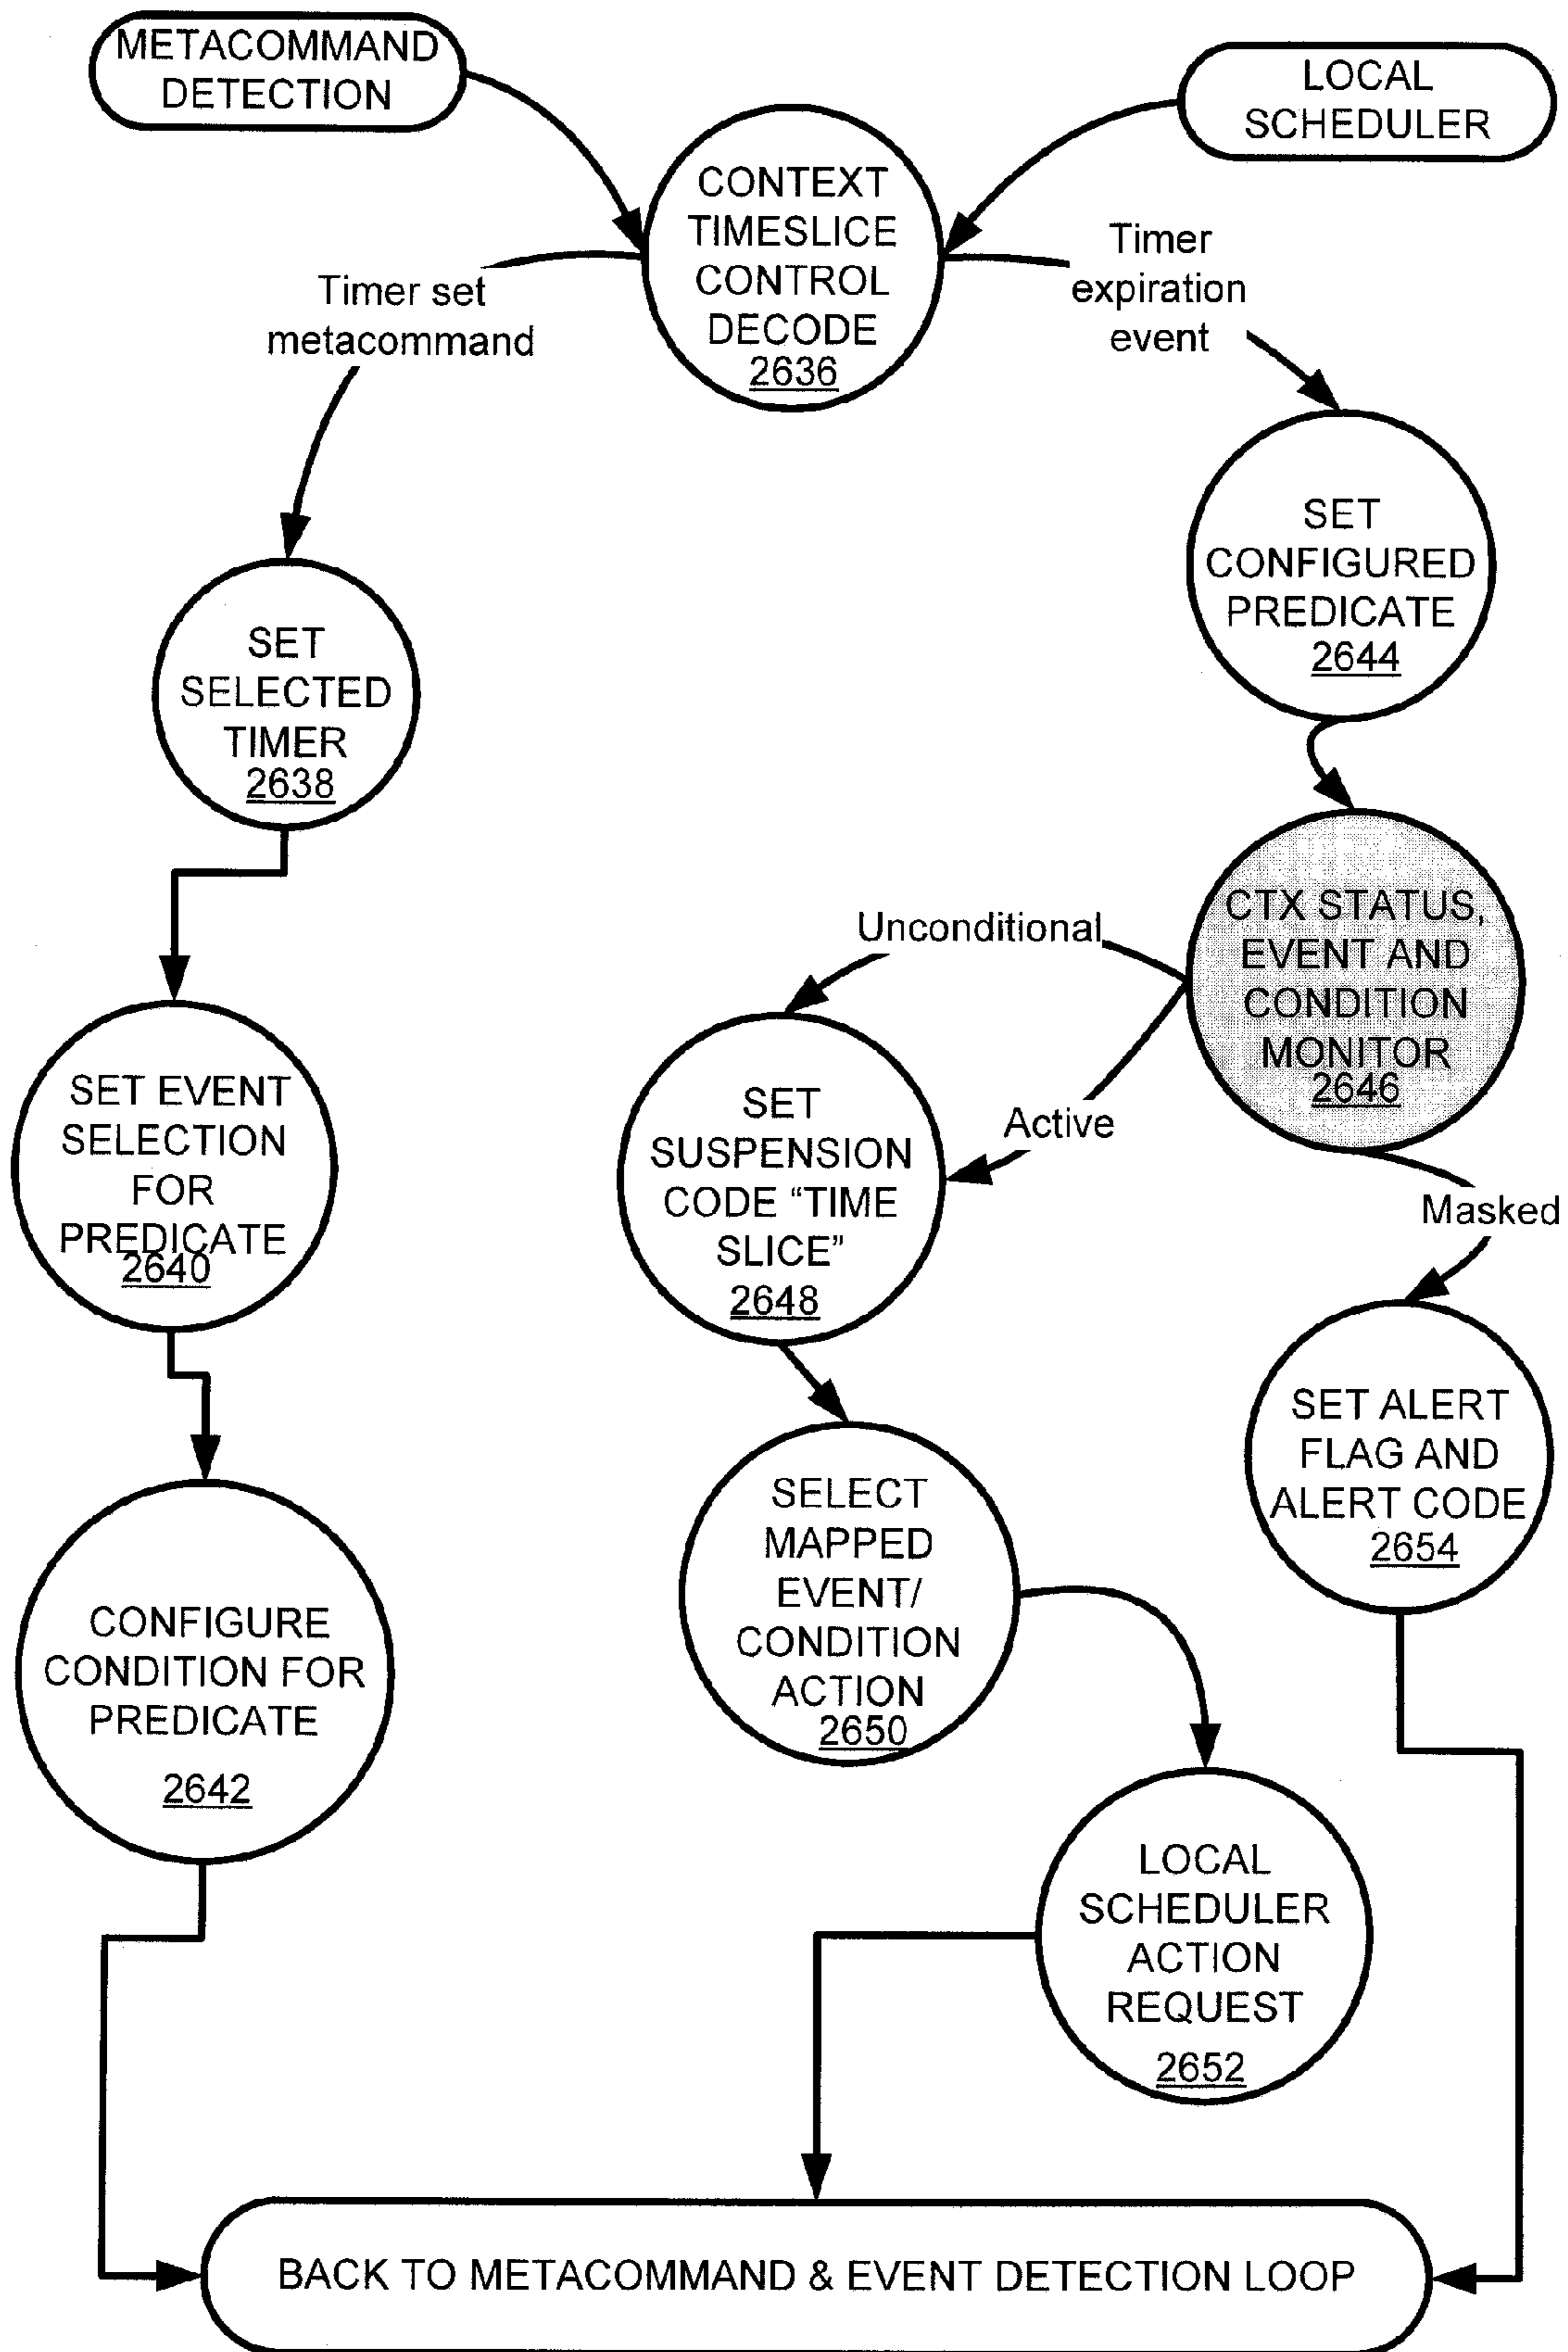 METACOMMAND
DETECTION
LOCAL
SCHEDULER
CONTEXT
TIMESLICE
CONTROL
DECODE
2636
Timer set
metacommand
Timer
expiration
event
SET
CONFIGURED
PREDICATE
2644
SET
SELECTED
TIMER
2638
CTX STATUS,
EVENT AND
CONDITION
MONITOR
2646
Unconditional
Active
Masked
SET EVENT
SELECTION
FOR
PREDICATE
2640
SET
SUSPENSION
CODE “TIME
SLICE”
2648
SET ALERT
FLAG AND
ALERT CODE
2654
SELECT
MAPPED
EVENT/
CONDITION
ACTION
2650
CONFIGURE
CONDITION FOR
PREDICATE
2642
LOCAL
SCHEDULER
ACTION
REQUEST
2652
BACK TO METACOMMAND & EVENT DETECTION LOOP